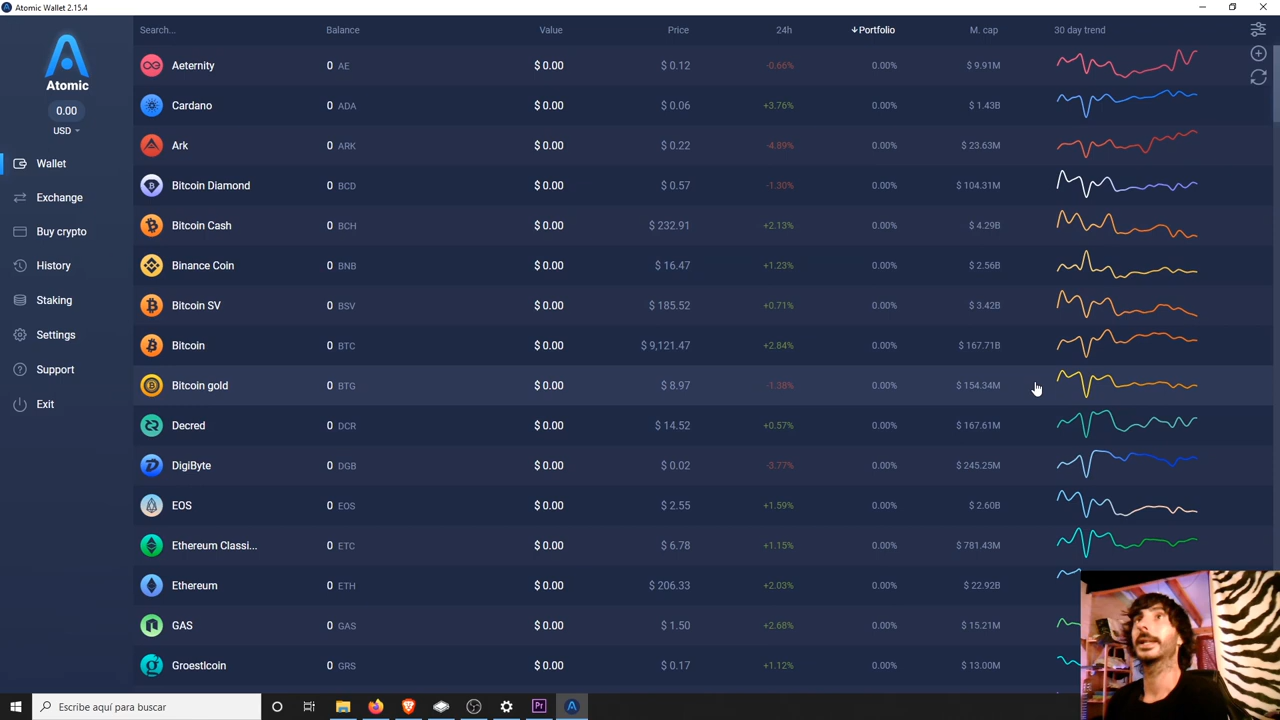 Atomic Wallet 2.15.4
Search... Balance Value Price 24h Portfolio M. cap 30 day trend
Atomic
0.00
USD
Wallet
Exchange
Buy crypto
History
Staking
Settings
Support
Exit
Aeternity 0 AE $ 0.00 $ 0.12 -0.66% 0.00% $ 9.91M
Cardano 0 ADA $ 0.00 $ 0.06 +3.76% 0.00% $ 1.43B
Ark 0 ARK $ 0.00 $ 0.22 -4.89% 0.00% $ 23.63M
Bitcoin Diamond 0 BCD $ 0.00 $ 0.57 -1.30% 0.00% $ 104.31M
Bitcoin Cash 0 BCH $ 0.00 $ 232.91 +2.13% 0.00% $ 4.29B
Binance Coin 0 BNB $ 0.00 $ 16.47 +1.23% 0.00% $ 2.56B
Bitcoin SV 0 BSV $ 0.00 $ 185.52 +0.71% 0.00% $ 3.42B
Bitcoin 0 BTC $ 0.00 $ 9,121.47 +2.84% 0.00% $ 167.71B
Bitcoin gold 0 BTG $ 0.00 $ 8.97 -1.38% 0.00% $ 154.34M
Decred 0 DCR $ 0.00 $ 14.52 +0.57% 0.00% $ 167.61M
DigiByte 0 DGB $ 0.00 $ 0.02 -3.77% 0.00% $ 245.25M
EOS 0 EOS $ 0.00 $ 2.55 +1.59% 0.00% $ 2.60B
Ethereum Classi... 0 ETC $ 0.00 $ 6.78 +1.15% 0.00% $ 781.43M
Ethereum 0 ETH $ 0.00 $ 206.33 +2.03% 0.00% $ 22.92B
GAS 0 GAS $ 0.00 $ 1.50 +2.68% 0.00% $ 15.21M
Groestlcoin 0 GRS $ 0.00 $ 0.17 +1.12% 0.00% $ 13.00M
Escribe aquí para buscar
Pr